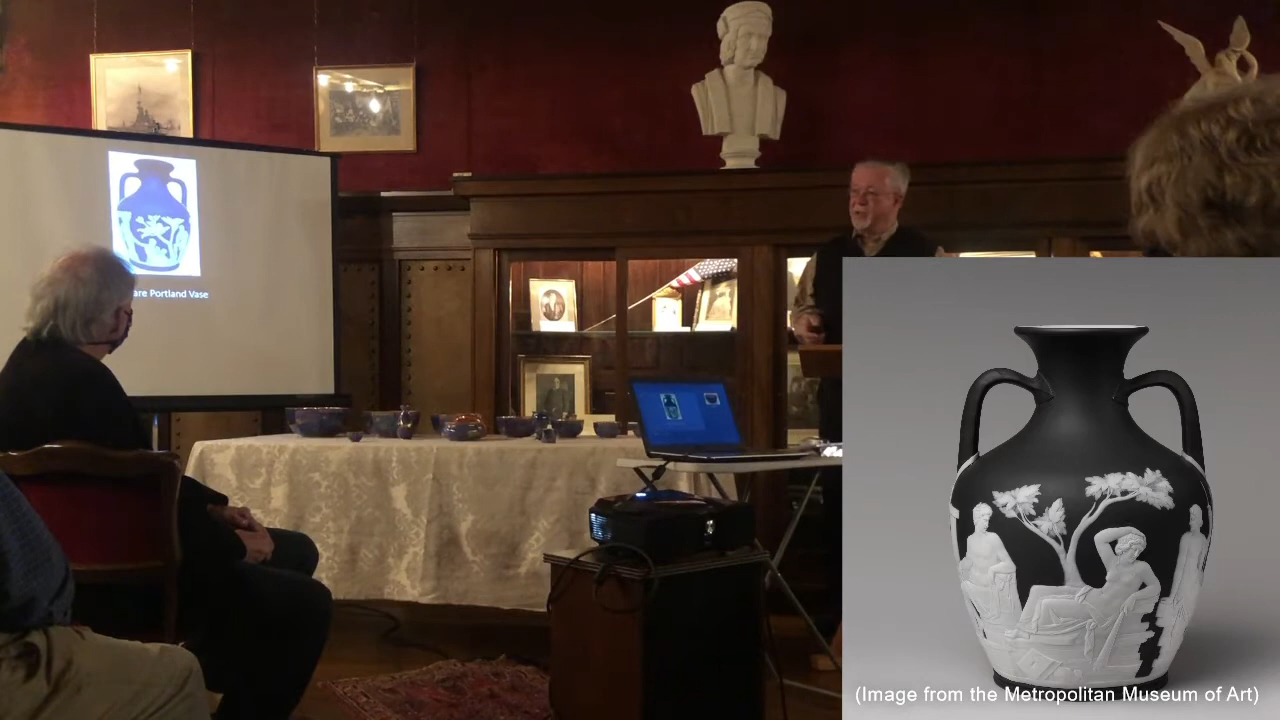 are Portland Vase
(Image from the Metropolitan Museum of Art)